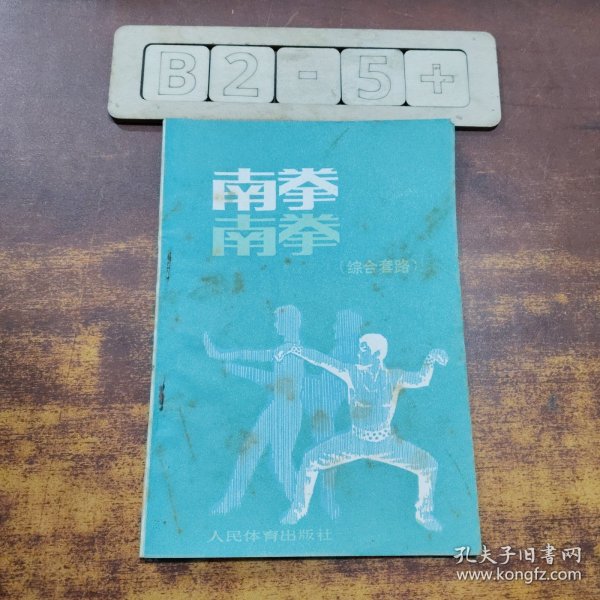 B2-5+
南拳
南拳
（综合套路）
人民体育出版社
孔夫子旧书网
www.kongfz.com